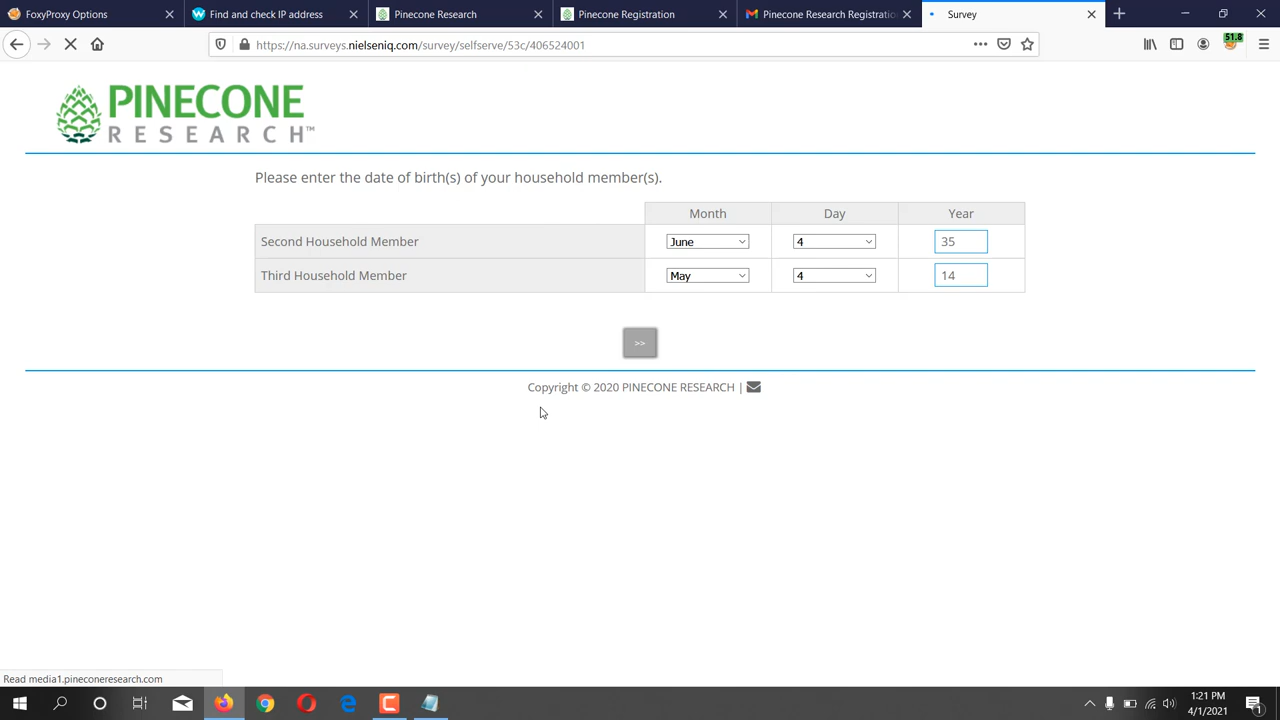 FoxyProxy Options
Find and check IP address
Pinecone Research
Pinecone Registration
Pinecone Research Registration
Survey
51.8
https://na.surveys.nielseniq.com/survey/selfserve/53c/406524001
PINECONE
RESEARCH™
Please enter the date of birth(s) of your household member(s).
Month Day Year
Second Household Member June 4 35
Third Household Member May 4 14
>>
Copyright © 2020 PINECONE RESEARCH |
Read media1.pineconeresearch.com
1:21 PM
4/1/2021
1